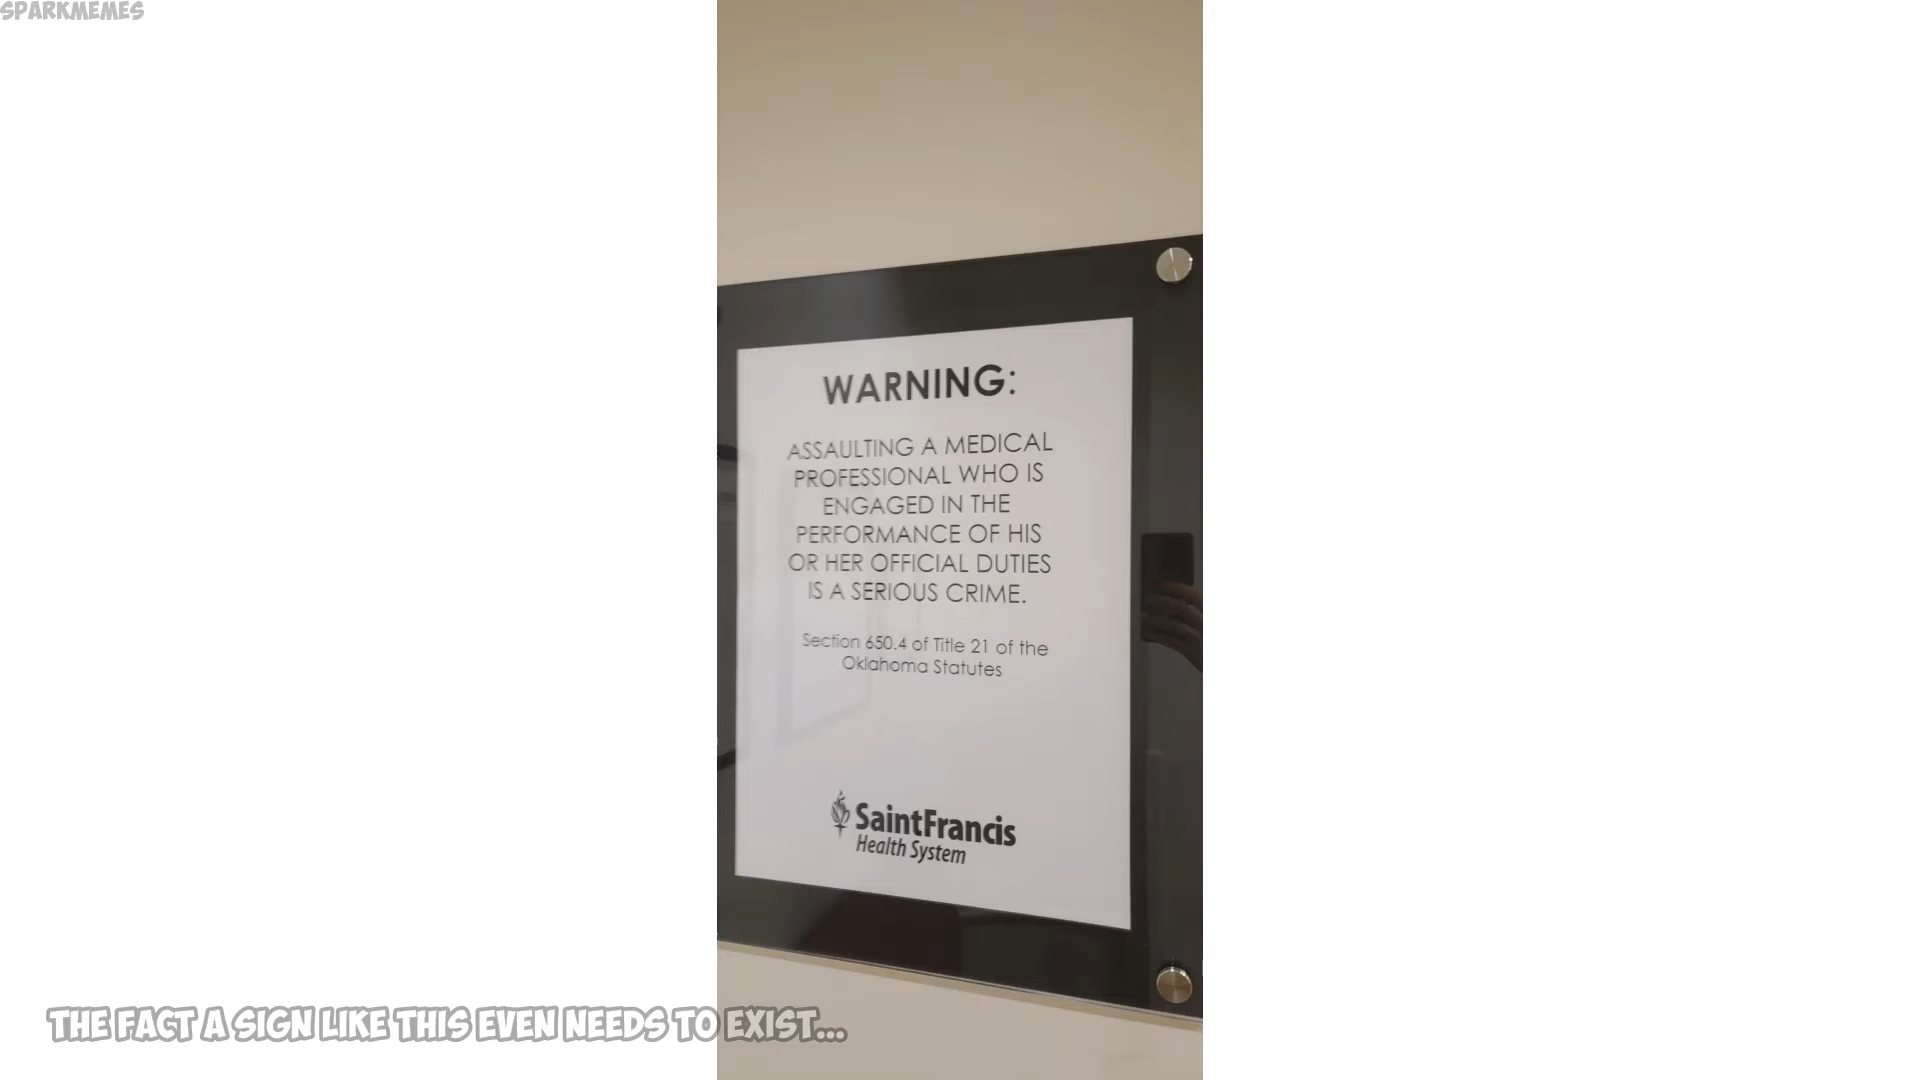 SPARKMEMES
WARNING:
ASSAULTING A MEDICAL
PROFESSIONAL WHO IS
ENGAGED IN THE
PERFORMANCE OF HIS
OR HER OFFICIAL DUTIES
IS A SERIOUS CRIME.
Section 650.4 of Title 21 of the
Oklahoma Statutes
SaintFrancis
Health System
THE FACT A SIGN LIKE THIS EVEN NEEDS TO EXIST...